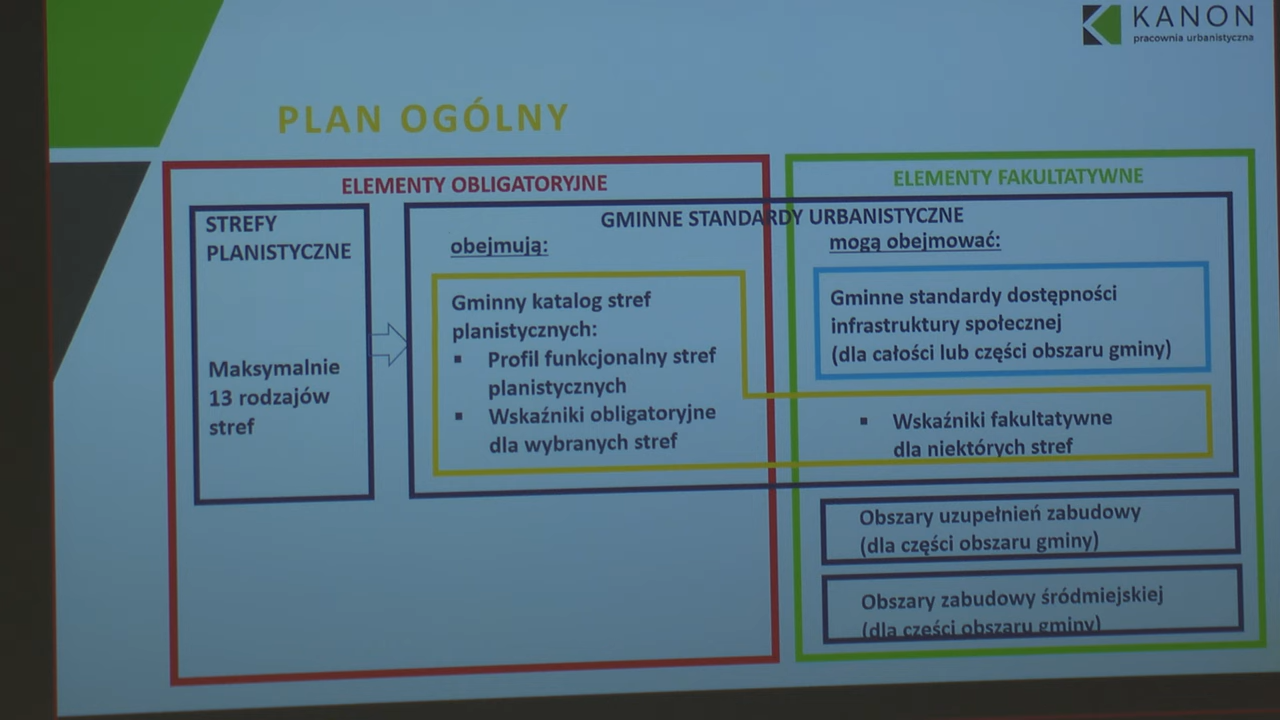 KANON
pracownia urbanistyczna
PLAN OGÓLNY
ELEMENTY OBLIGATORYJNE
STREFY
PLANISTYCZNE
Maksymalnie
13 rodzajów
stref
GMINNE STANDARDY URBANISTYCZNE
obejmują:
Gminny katalog stref
planistycznych:
▪ Profil funkcjonalny stref
planistycznych
▪ Wskaźniki obligatoryjne
dla wybranych stref
ELEMENTY FAKULTATYWNE
mogą obejmować:
Gminne standardy dostępności
infrastruktury społecznej
(dla całości lub części obszaru gminy)
▪ Wskaźniki fakultatywne
dla niektórych stref
Obszary uzupełnień zabudowy
(dla części obszaru gminy)
Obszary zabudowy śródmiejskiej
(dla części obszaru gminy)